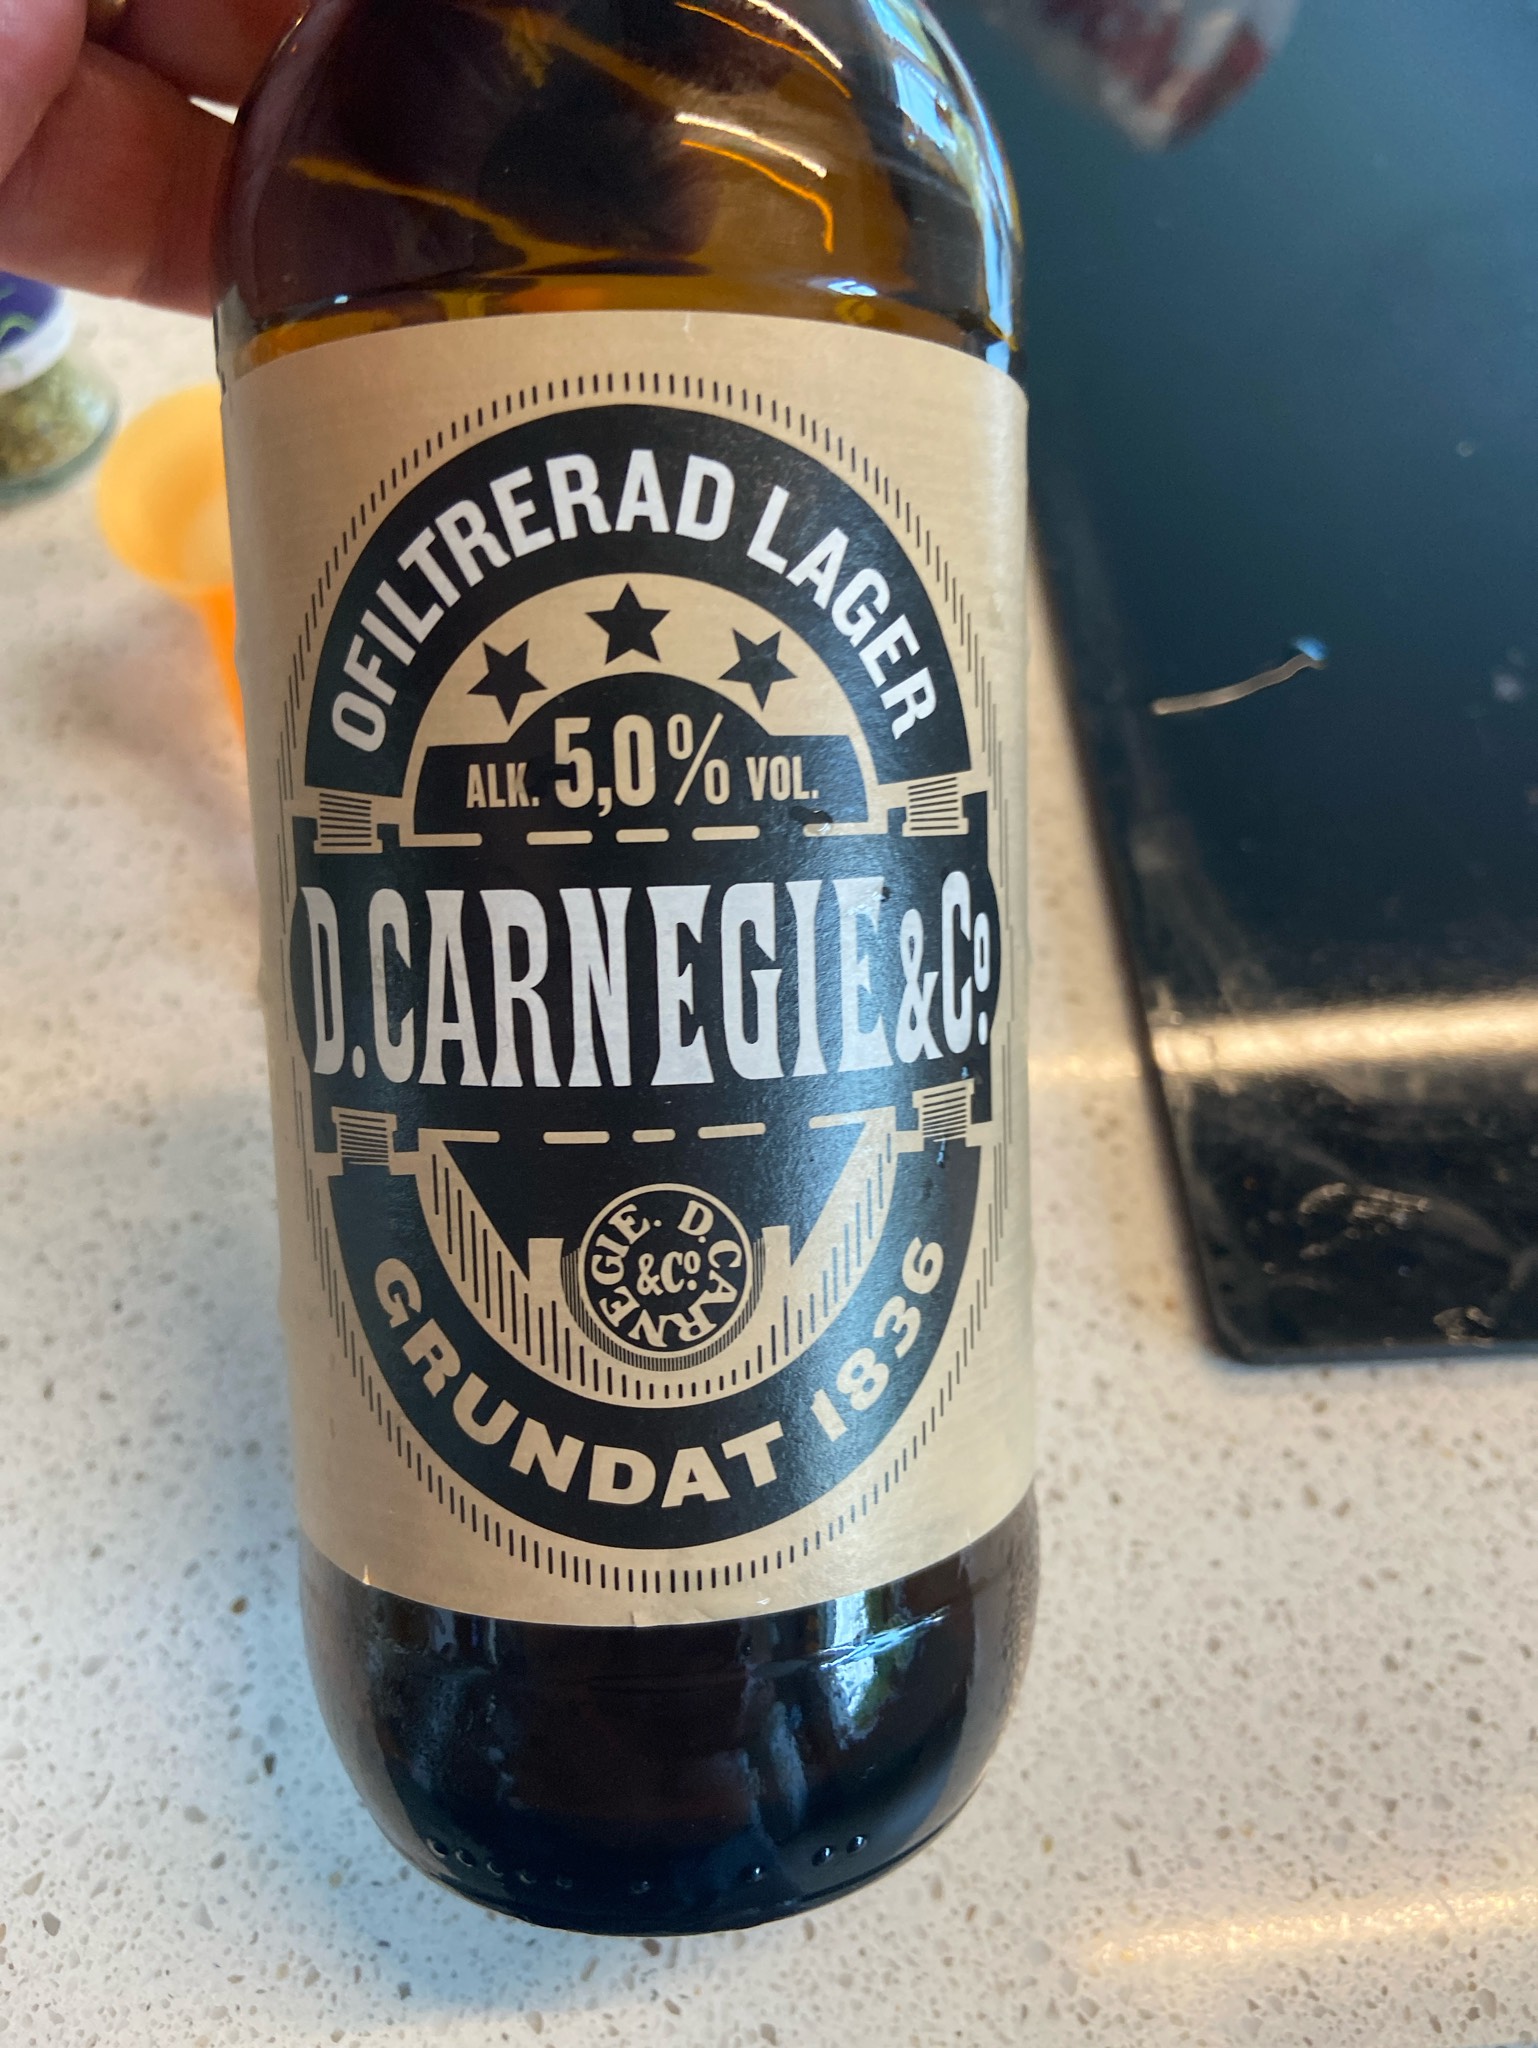 OFILTRERAD LAGER
ALK. 5,0% VOL.
D.CARNEGIE & Cº.
D. CARNEGIE.
& Cº.
GRUNDAT 1836